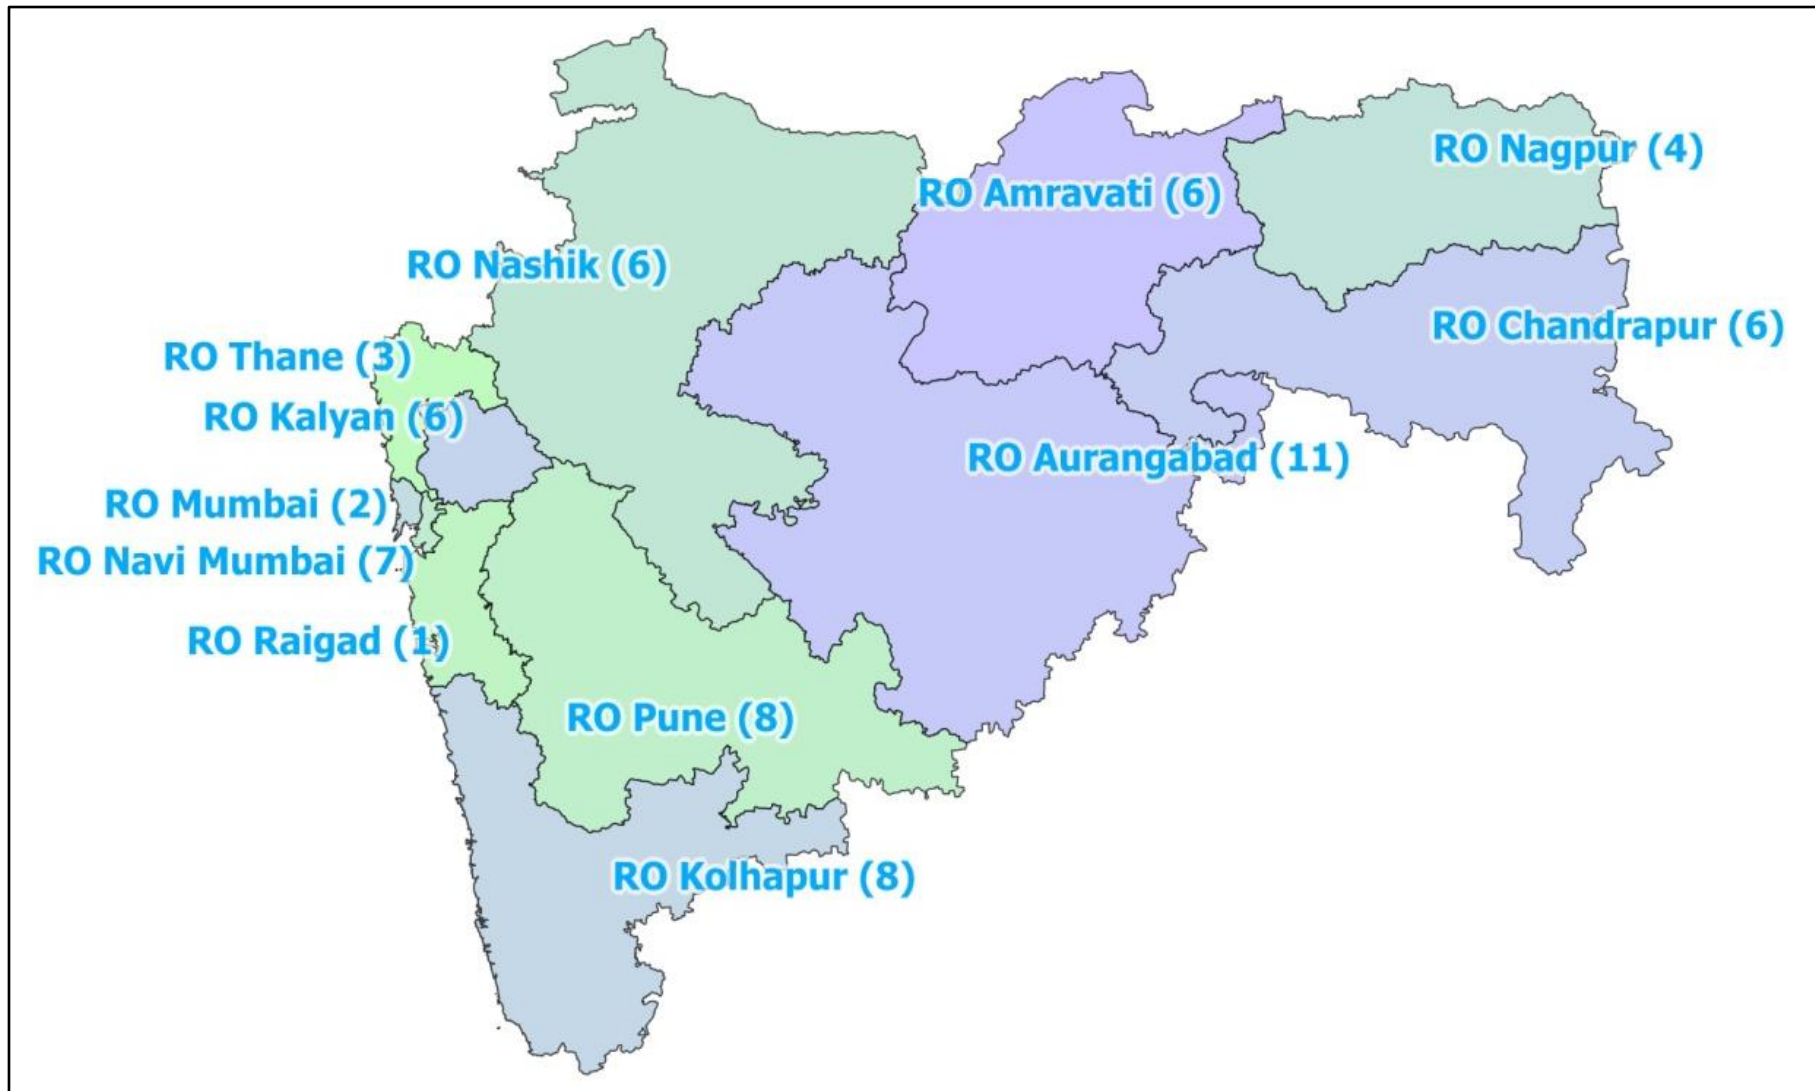 RO Nagpur (4)
RO Amravati (6)
RO Nashik (6)
RO Chandrapur (6)
RO Thane (3)
RO Kalyan (6)
RO Aurangabad (11)
RO Mumbai (2)
RO Navi Mumbai (7)
RO Raigad (1)
RO Pune (8)
RO Kolhapur (8)